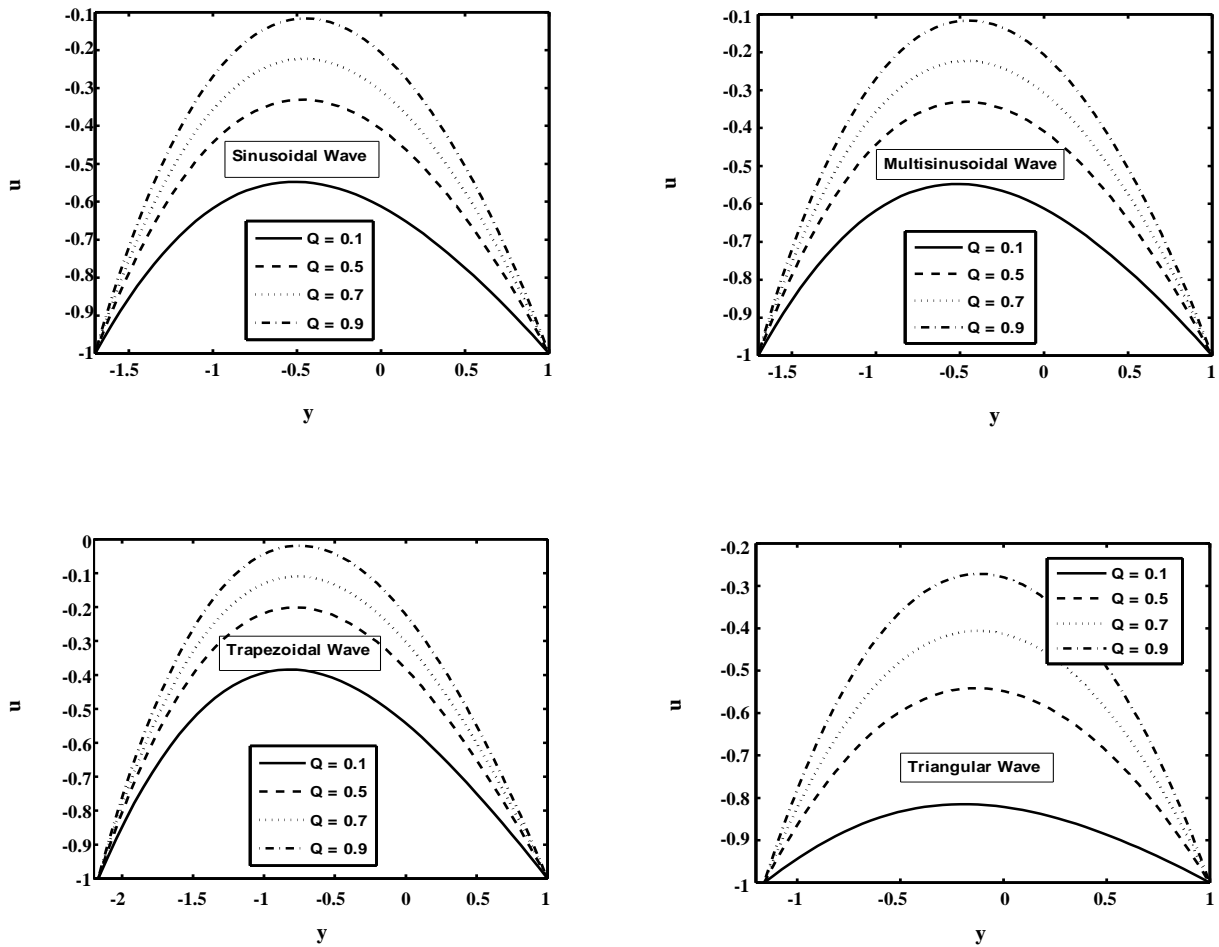 -0.1
-0.2
-0.3
-0.4
-0.5
-0.6
-0.7
-0.8
-0.9
-1
u
Sinusoidal Wave
Q = 0.1
Q = 0.5
Q = 0.7
Q = 0.9
-1.5 -1 -0.5 0 0.5 1
y
-0.1
-0.2
-0.3
-0.4
-0.5
-0.6
-0.7
-0.8
-0.9
-1
u
Multisinusoidal Wave
Q = 0.1
Q = 0.5
Q = 0.7
Q = 0.9
-1.5 -1 -0.5 0 0.5 1
y
0
-0.1
-0.2
-0.3
-0.4
-0.5
-0.6
-0.7
-0.8
-0.9
-1
u
Trapezoidal Wave
Q = 0.1
Q = 0.5
Q = 0.7
Q = 0.9
-2 -1.5 -1 -0.5 0 0.5 1
y
-0.2
-0.3
-0.4
-0.5
-0.6
-0.7
-0.8
-0.9
-1
u
Q = 0.1
Q = 0.5
Q = 0.7
Q = 0.9
Triangular Wave
-1 -0.5 0 0.5 1
y